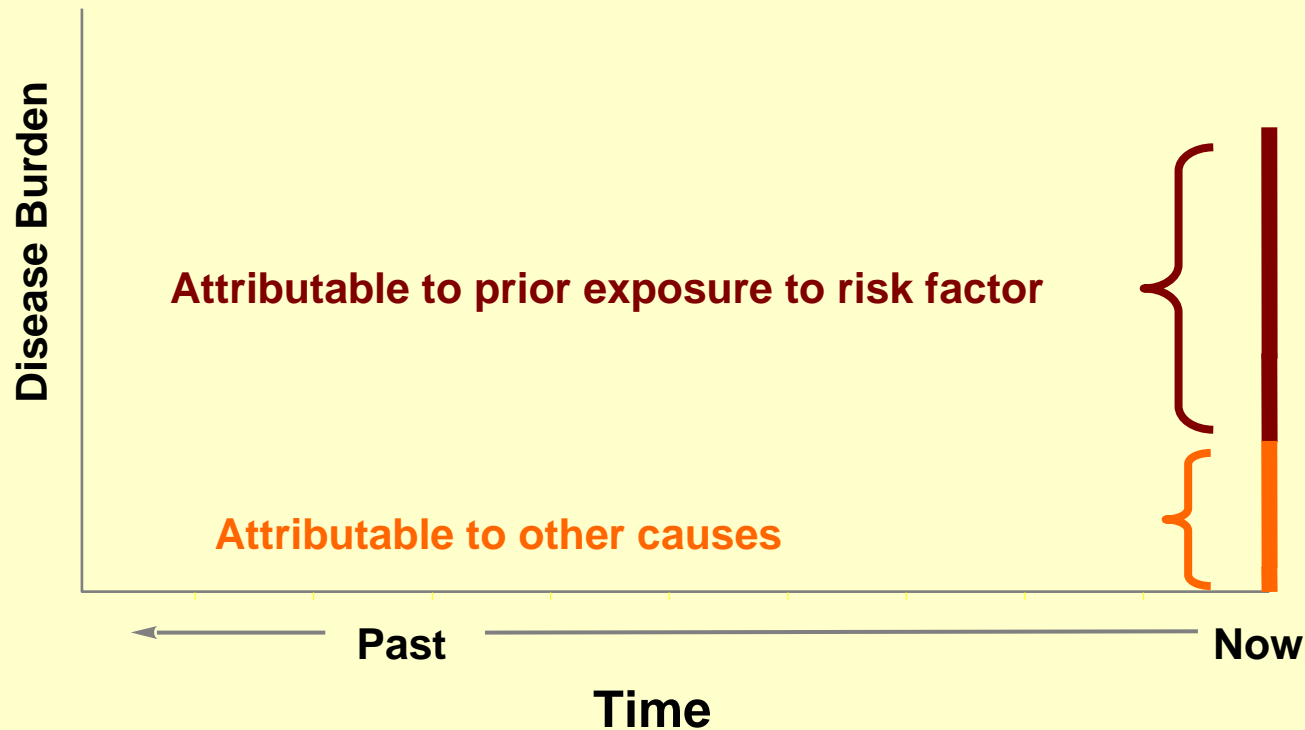 Disease Burden
Attributable to prior exposure to risk factor
Attributable to other causes
Past
Now
Time